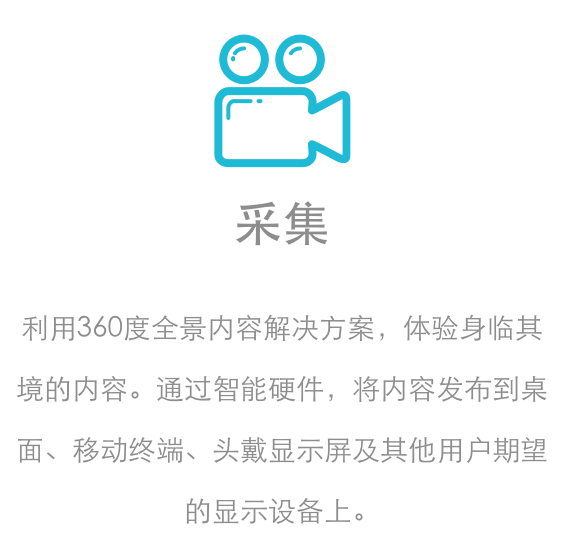 采集
利用360度全景内容解决方案，体验身临其
境的内容。通过智能硬件，将内容发布到桌
面、移动终端、头戴显示屏及其他用户期望
的显示设备上。